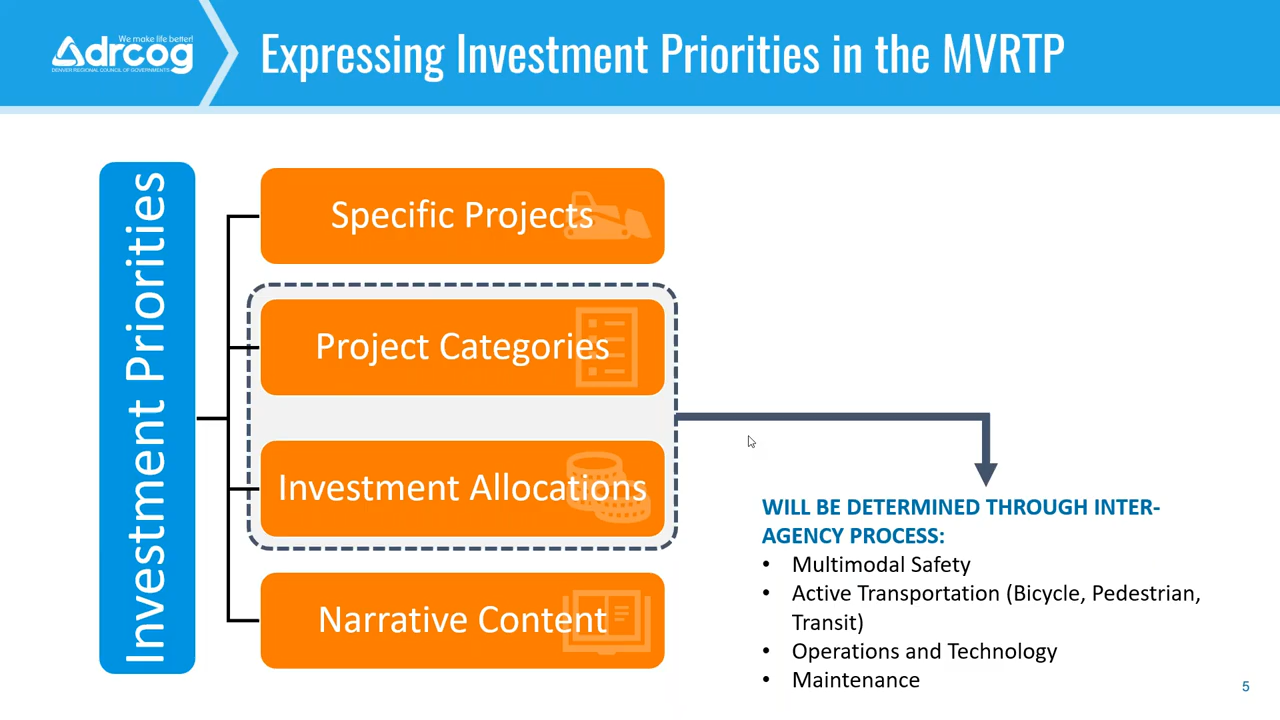 We make life better!
drcog
DENVER REGIONAL COUNCIL OF GOVERNMENTS
Expressing Investment Priorities in the MVRTP
Investment Priorities
Specific Projects
Project Categories
Investment Allocations
Narrative Content
WILL BE DETERMINED THROUGH INTER-
AGENCY PROCESS:
• Multimodal Safety
• Active Transportation (Bicycle, Pedestrian,
Transit)
• Operations and Technology
• Maintenance
5